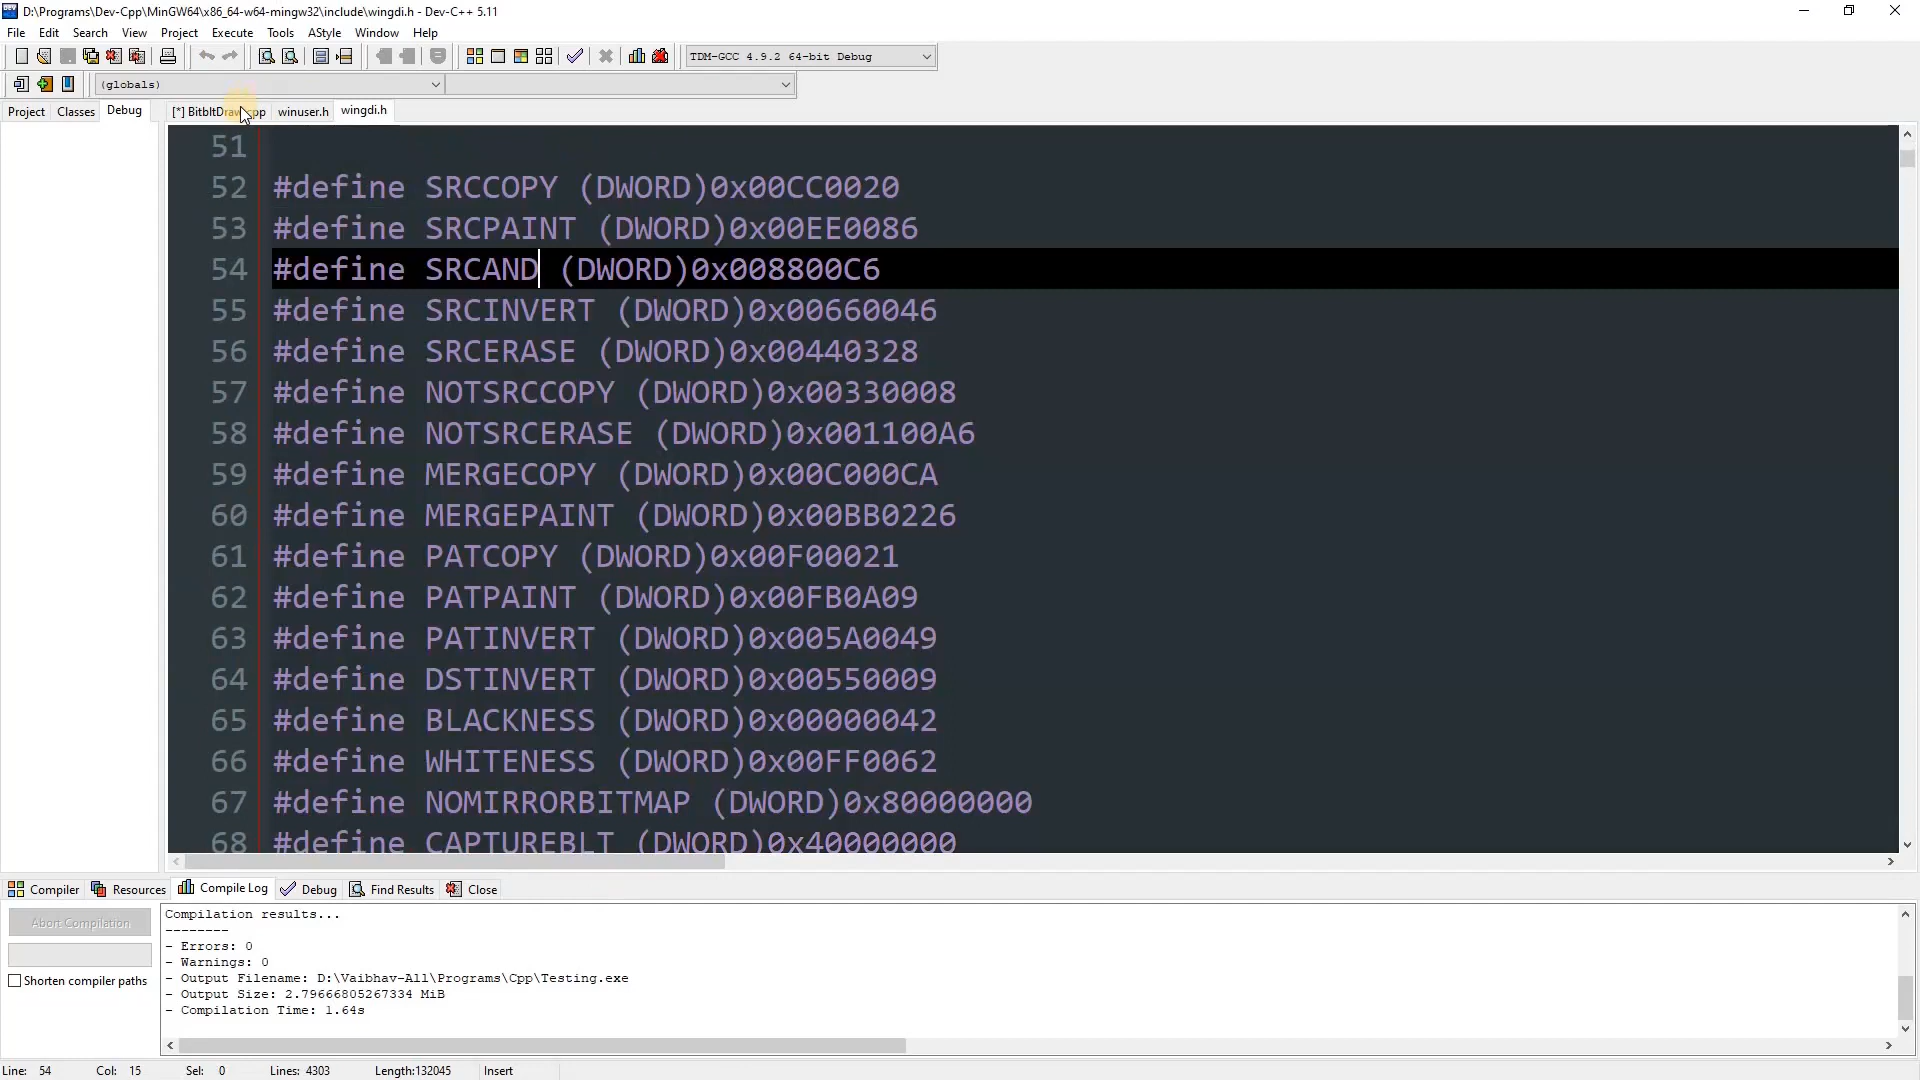 D:\Programs\Dev-Cpp\MinGW64\x86_64-w64-mingw32\include\wingdi.h - Dev-C++ 5.11
File Edit Search View Project Execute Tools AStyle Window Help
TDM-GCC 4.9.2 64-bit Debug
(globals)
Project Classes Debug [*] BitbltDraw.cpp winuser.h wingdi.h
51
52 #define SRCCOPY (DWORD)0x00CC0020
53 #define SRCPAINT (DWORD)0x00EE0086
54 #define SRCAND (DWORD)0x008800C6
55 #define SRCINVERT (DWORD)0x00660046
56 #define SRCERASE (DWORD)0x00440328
57 #define NOTSRCCOPY (DWORD)0x00330008
58 #define NOTSRCERASE (DWORD)0x001100A6
59 #define MERGECOPY (DWORD)0x00C000CA
60 #define MERGEPAINT (DWORD)0x00BB0226
61 #define PATCOPY (DWORD)0x00F00021
62 #define PATPAINT (DWORD)0x00FB0A09
63 #define PATINVERT (DWORD)0x005A0049
64 #define DSTINVERT (DWORD)0x00550009
65 #define BLACKNESS (DWORD)0x00000042
66 #define WHITENESS (DWORD)0x00FF0062
67 #define NOMIRRORBITMAP (DWORD)0x80000000
68 #define CAPTUREBLT (DWORD)0x40000000
Compiler Resources Compile Log Debug Find Results Close
Abort Compilation
Shorten compiler paths
Compilation results...
--------
- Errors: 0
- Warnings: 0
- Output Filename: D:\Vaibhav-All\Programs\Cpp\Testing.exe
- Output Size: 2.79666805267334 MiB
- Compilation Time: 1.64s
Line: 54 Col: 15 Sel: 0 Lines: 4303 Length:132045 Insert